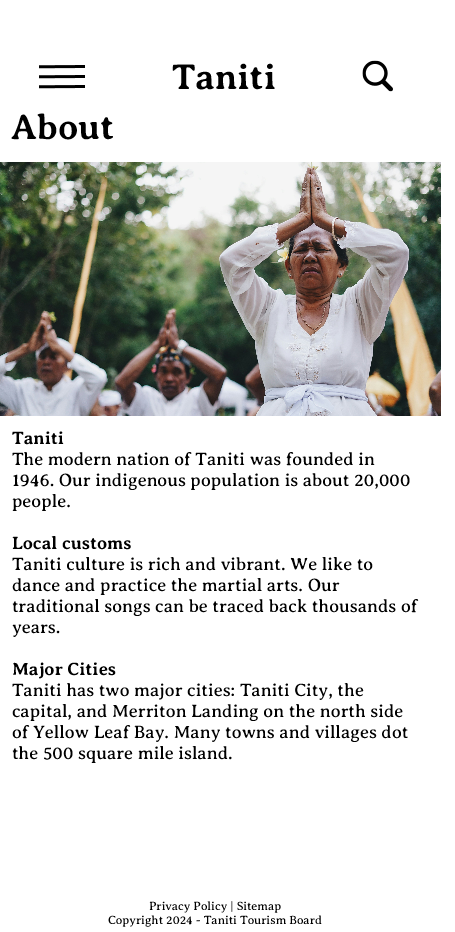 Taniti
About
Taniti
The modern nation of Taniti was founded in
1946. Our indigenous population is about 20,000
people.
Local customs
Taniti culture is rich and vibrant. We like to
dance and practice the martial arts. Our
traditional songs can be traced back thousands of
years.
Major Cities
Taniti has two major cities: Taniti City, the
capital, and Merriton Landing on the north side
of Yellow Leaf Bay. Many towns and villages dot
the 500 square mile island.
Privacy Policy | Sitemap
Copyright 2024 - Taniti Tourism Board